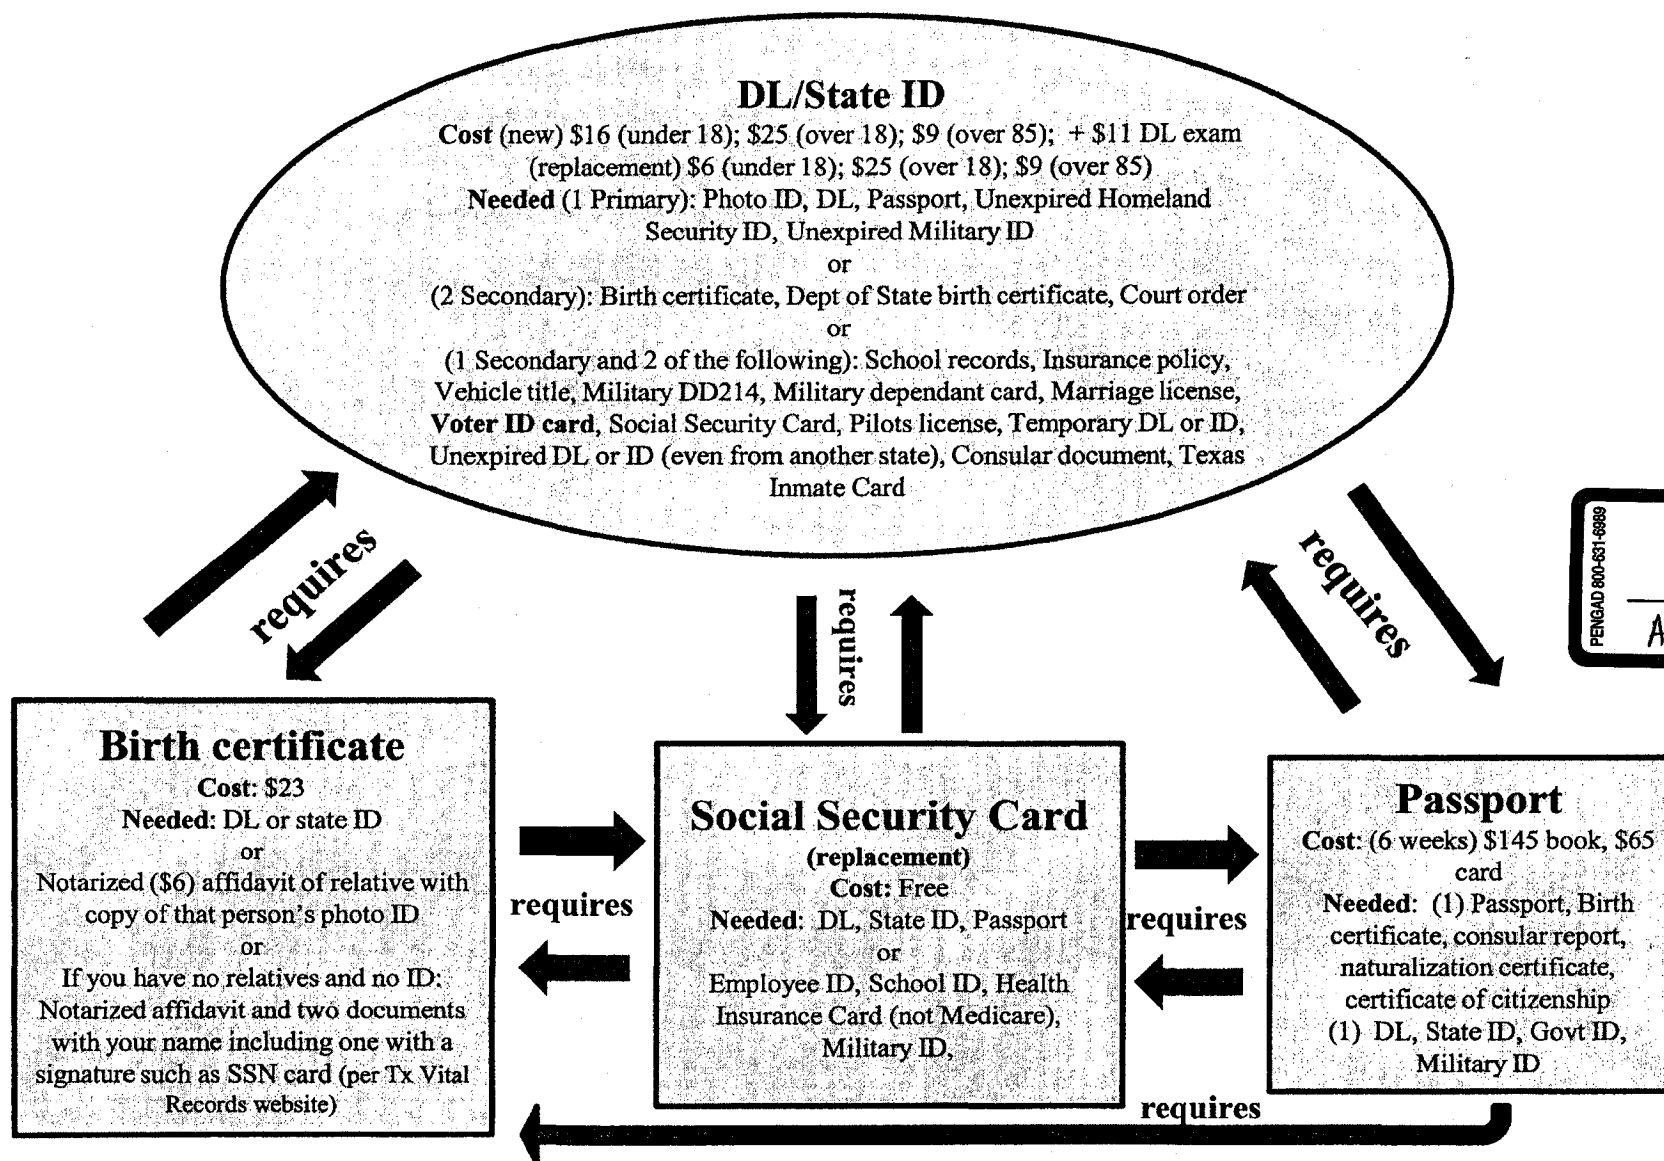 DL/State ID
Cost (new) $16 (under 18); $25 (over 18); $9 (over 85); + $11 DL exam
(replacement) $6 (under 18); $25 (over 18); $9 (over 85)
Needed (1 Primary): Photo ID, DL, Passport, Unexpired Homeland
Security ID, Unexpired Military ID
or
(2 Secondary): Birth certificate, Dept of State birth certificate, Court order
or
(1 Secondary and 2 of the following): School records, Insurance policy,
Vehicle title, Military DD214, Military dependant card, Marriage license,
Voter ID card, Social Security Card, Pilots license, Temporary DL or ID,
Unexpired DL or ID (even from another state), Consular document, Texas
Inmate Card
requires
requires
requires
PENGAD 800-631-6989
A
Birth certificate
Cost: $23
Needed: DL or state ID
or
Notarized ($6) affidavit of relative with
copy of that person's photo ID
or
If you have no relatives and no ID:
Notarized affidavit and two documents
with your name including one with a
signature such as SSN card (per Tx Vital
Records website)
requires
Social Security Card
(replacement)
Cost: Free
Needed: DL, State ID, Passport
or
Employee ID, School ID, Health
Insurance Card (not Medicare),
Military ID,
requires
Passport
Cost: (6 weeks) $145 book, $65
card
Needed: (1) Passport, Birth
certificate, consular report,
naturalization certificate,
certificate of citizenship
(1) DL, State ID, Govt ID,
Military ID
requires